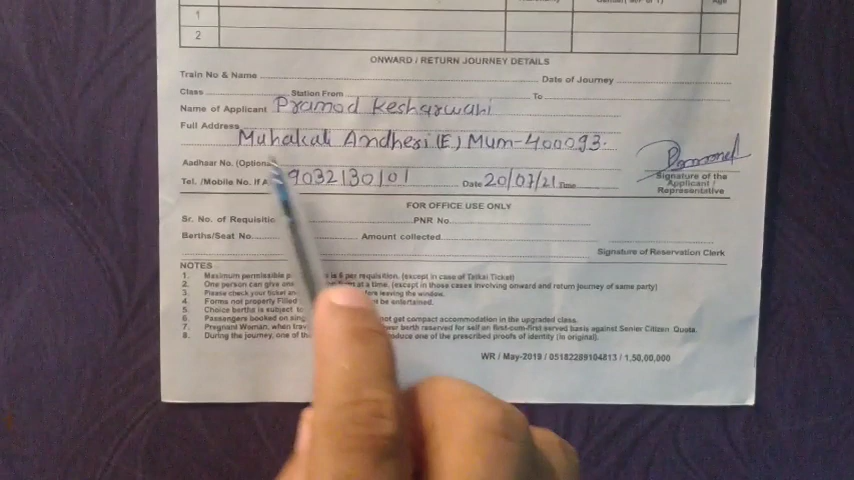 1
2
ONWARD / RETURN JOURNEY DETAILS
Train No & Name Date of Journey
Class Station From To
Name of Applicant Pramod Kesharwani
Full Address
Mahakali Andheri (E) Mum-400093.
Aadhaar No. (Optional
Tel. /Mobile No. If A 9032130101 Date 20/07/21 Time
Signature of the
Applicant /
Representative
FOR OFFICE USE ONLY
Sr. No. of Requisitio PNR No.
Berths/Seat No. Amount collected
Signature of Reservation Clerk
NOTES
1. Maximum permissible p is 6 per requisition. (except in case of Tatkal Ticket)
2. One person can give one at a time. (except in those cases involving onward and return journey of same party)
3. Please check your ticket an before leaving the window.
4. Forms not properly Filled be entertained.
5. Choice berths is subject to
6. Passengers booked on sing not get compact accommodation in the upgraded class.
7. Pregnant Woman, when trav wer berth reserved for self on first-cum-first served basis against Senior Citizen Quota.
8. During the journey, one of th produce one of the prescribed proofs of identity (in original).
WR / May-2019 / 05182289104813 / 1,50,00,000